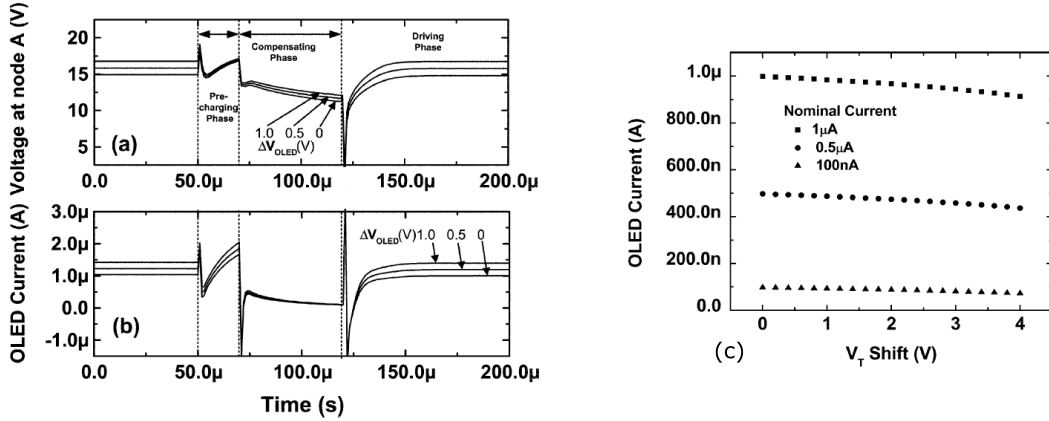 Voltage at node A (V)
20
15
10
5
Pre-
charging
Phase
Compensating
Phase
Driving
Phase
1.0 0.5 0
ΔV_OLED(V)
(a)
0.0 50.0µ 100.0µ 150.0µ 200.0µ
OLED Current (A)
3.0µ
2.0µ
1.0µ
0.0
-1.0µ
ΔV_OLED(V)1.0 0.5 0
(b)
0.0 50.0µ 100.0µ 150.0µ 200.0µ
Time (s)
OLED Current (A)
1.0µ
800.0n
600.0n
400.0n
200.0n
0.0
Nominal Current
1µA
0.5µA
100nA
0 1 2 3 4
(c)
V_T Shift (V)